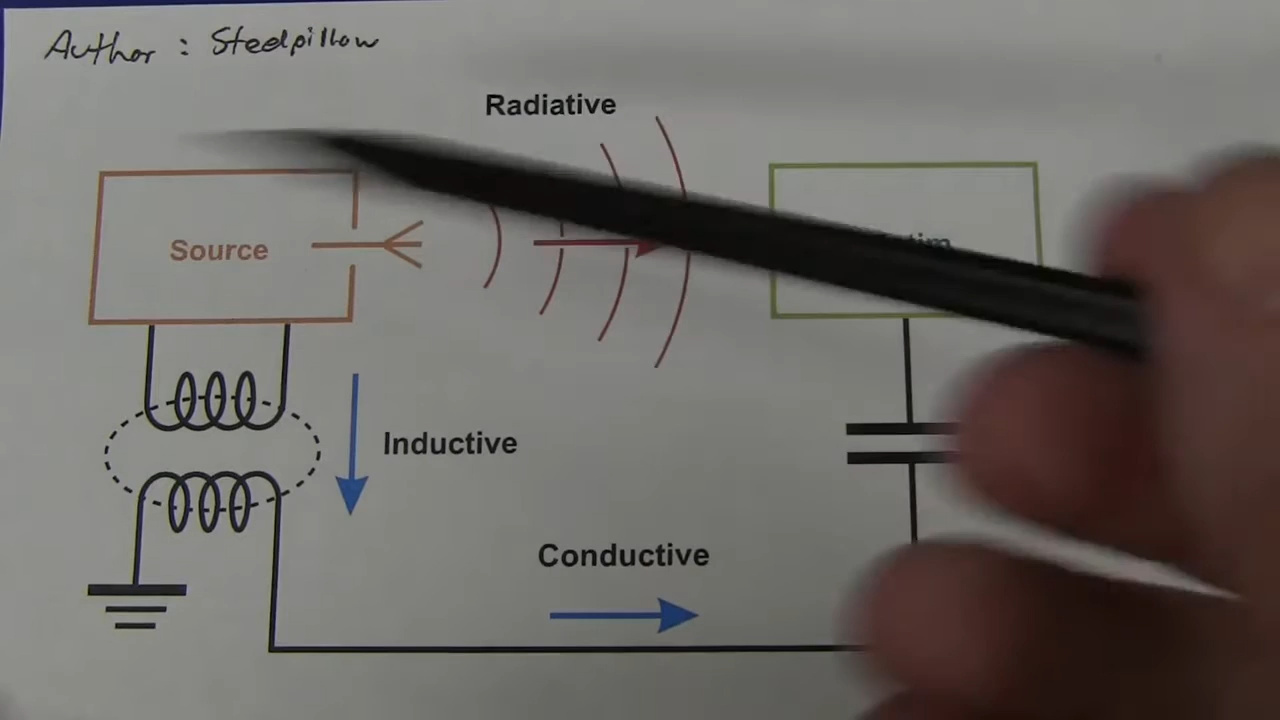 Author : Steelpillow
Radiative
Source
Inductive
Conductive